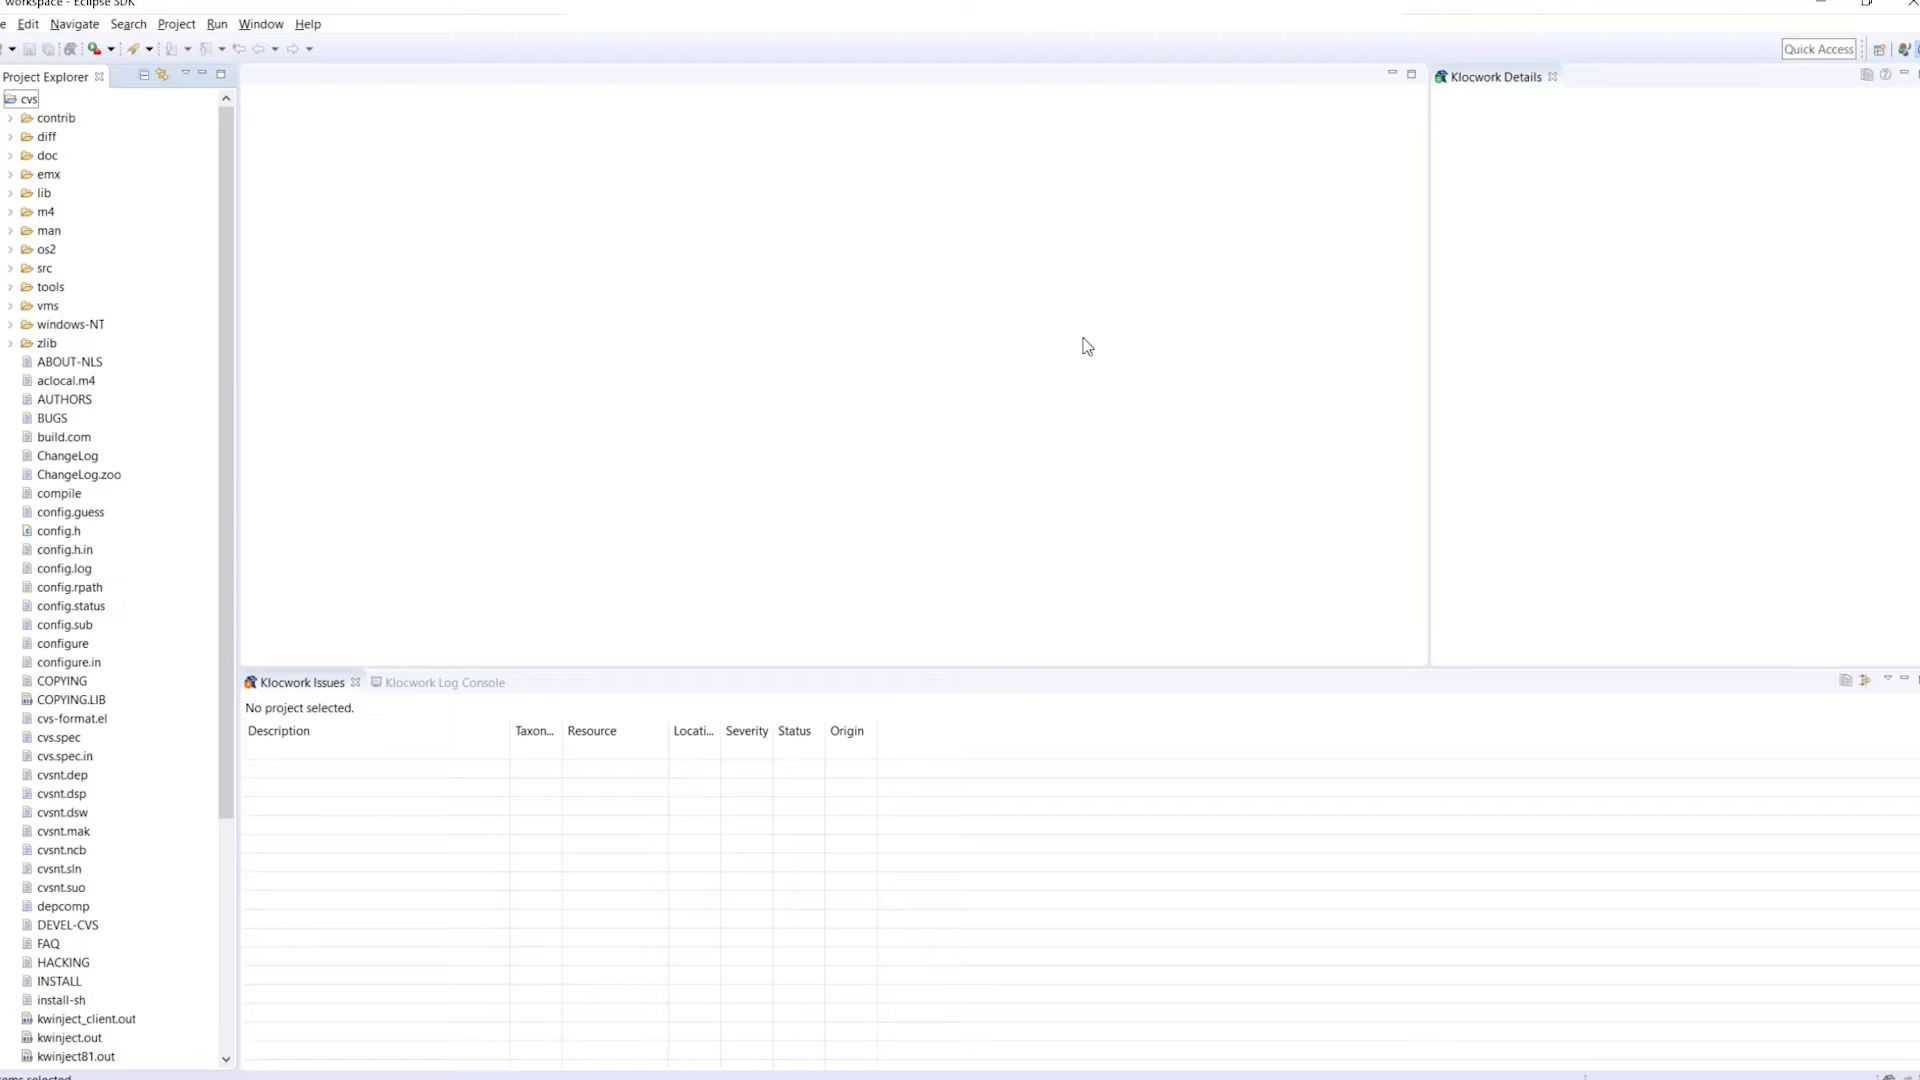 workspace - Eclipse SDK
Edit Navigate Search Project Run Window Help
Quick Access
Project Explorer
cvs
contrib
diff
doc
emx
lib
m4
man
os2
src
tools
vms
windows-NT
zlib
ABOUT-NLS
aclocal.m4
AUTHORS
BUGS
build.com
ChangeLog
ChangeLog.zoo
compile
config.guess
config.h
config.h.in
config.log
config.rpath
config.status
config.sub
configure
configure.in
COPYING
COPYING.LIB
cvs-format.el
cvs.spec
cvs.spec.in
cvsnt.dep
cvsnt.dsp
cvsnt.dsw
cvsnt.mak
cvsnt.ncb
cvsnt.sln
cvsnt.suo
depcomp
DEVEL-CVS
FAQ
HACKING
INSTALL
install-sh
kwinject_client.out
kwinject.out
kwinject81.out
Klocwork Details
Klocwork Issues Klocwork Log Console
No project selected.
Description Taxon... Resource Locati... Severity Status Origin